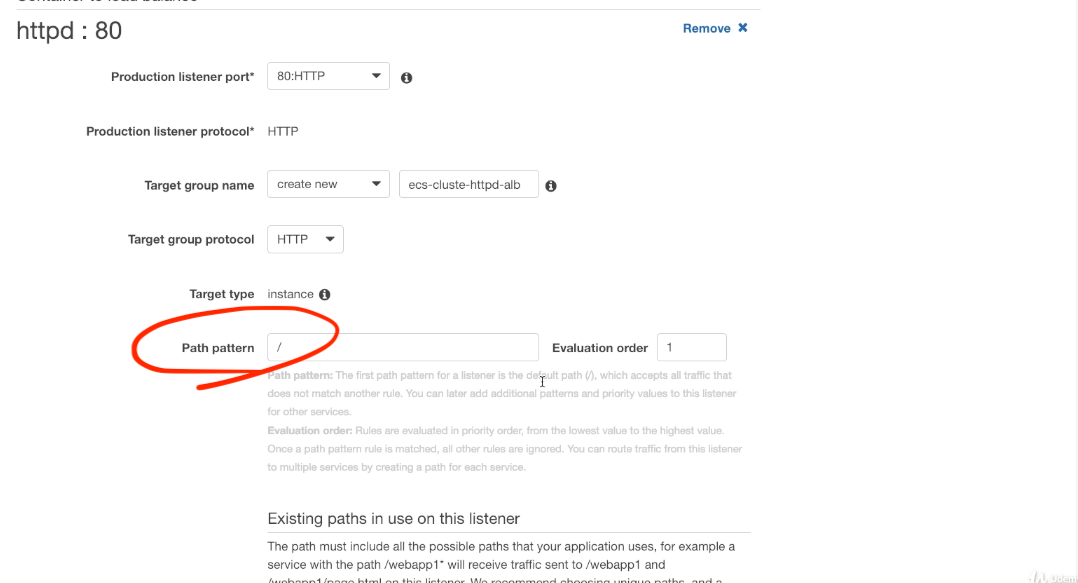 Container to load balance
httpd : 80
Remove ✖
Production listener port* 80:HTTP
Production listener protocol* HTTP
Target group name create new ecs-cluste-httpd-alb
Target group protocol HTTP
Target type instance
Path pattern / Evaluation order 1
Path pattern: The first path pattern for a listener is the default path (/), which accepts all traffic that
does not match another rule. You can later add additional patterns and priority values to this listener
for other services.
Evaluation order: Rules are evaluated in priority order, from the lowest value to the highest value.
Once a path pattern rule is matched, all other rules are ignored. You can route traffic from this listener
to multiple services by creating a path for each service.
Existing paths in use on this listener
The path must include all the possible paths that your application uses, for example a
service with the path /webapp1* will receive traffic sent to /webapp1 and
/webapp1/page.html on this listener. We recommend choosing unique paths, and a
Udemy